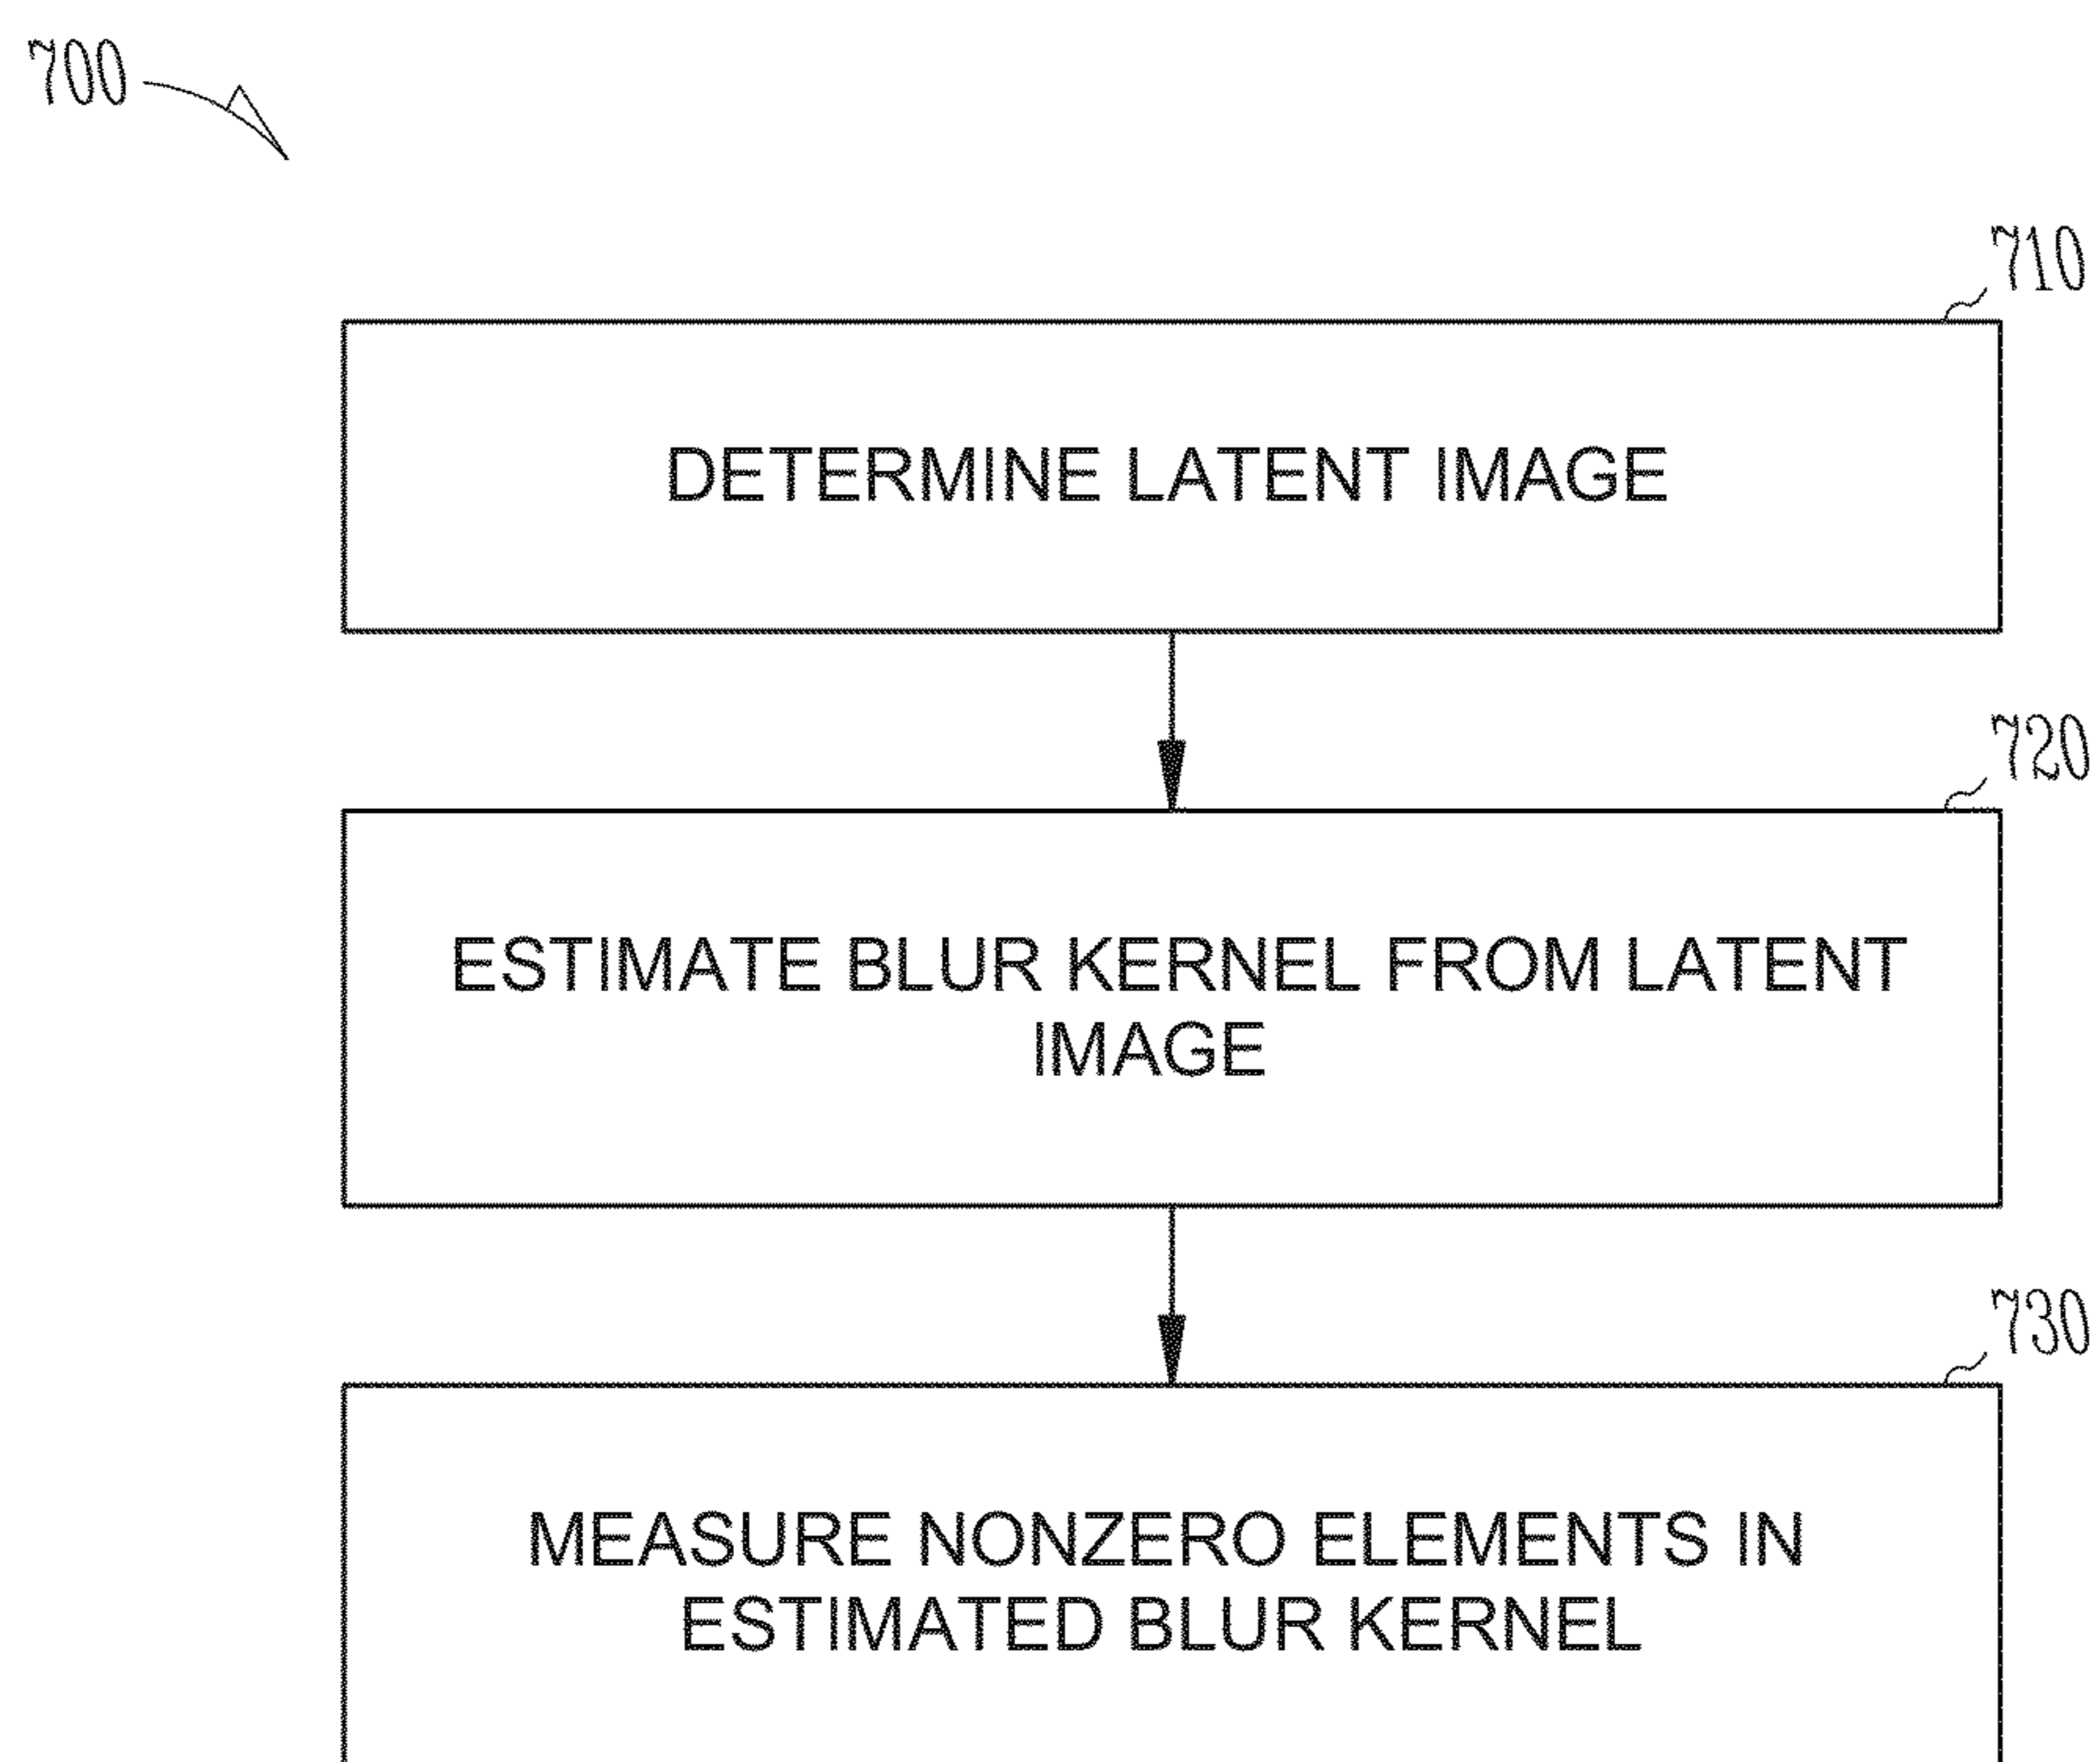 700
710
DETERMINE LATENT IMAGE
720
ESTIMATE BLUR KERNEL FROM LATENT
IMAGE
730
MEASURE NONZERO ELEMENTS IN
ESTIMATED BLUR KERNEL